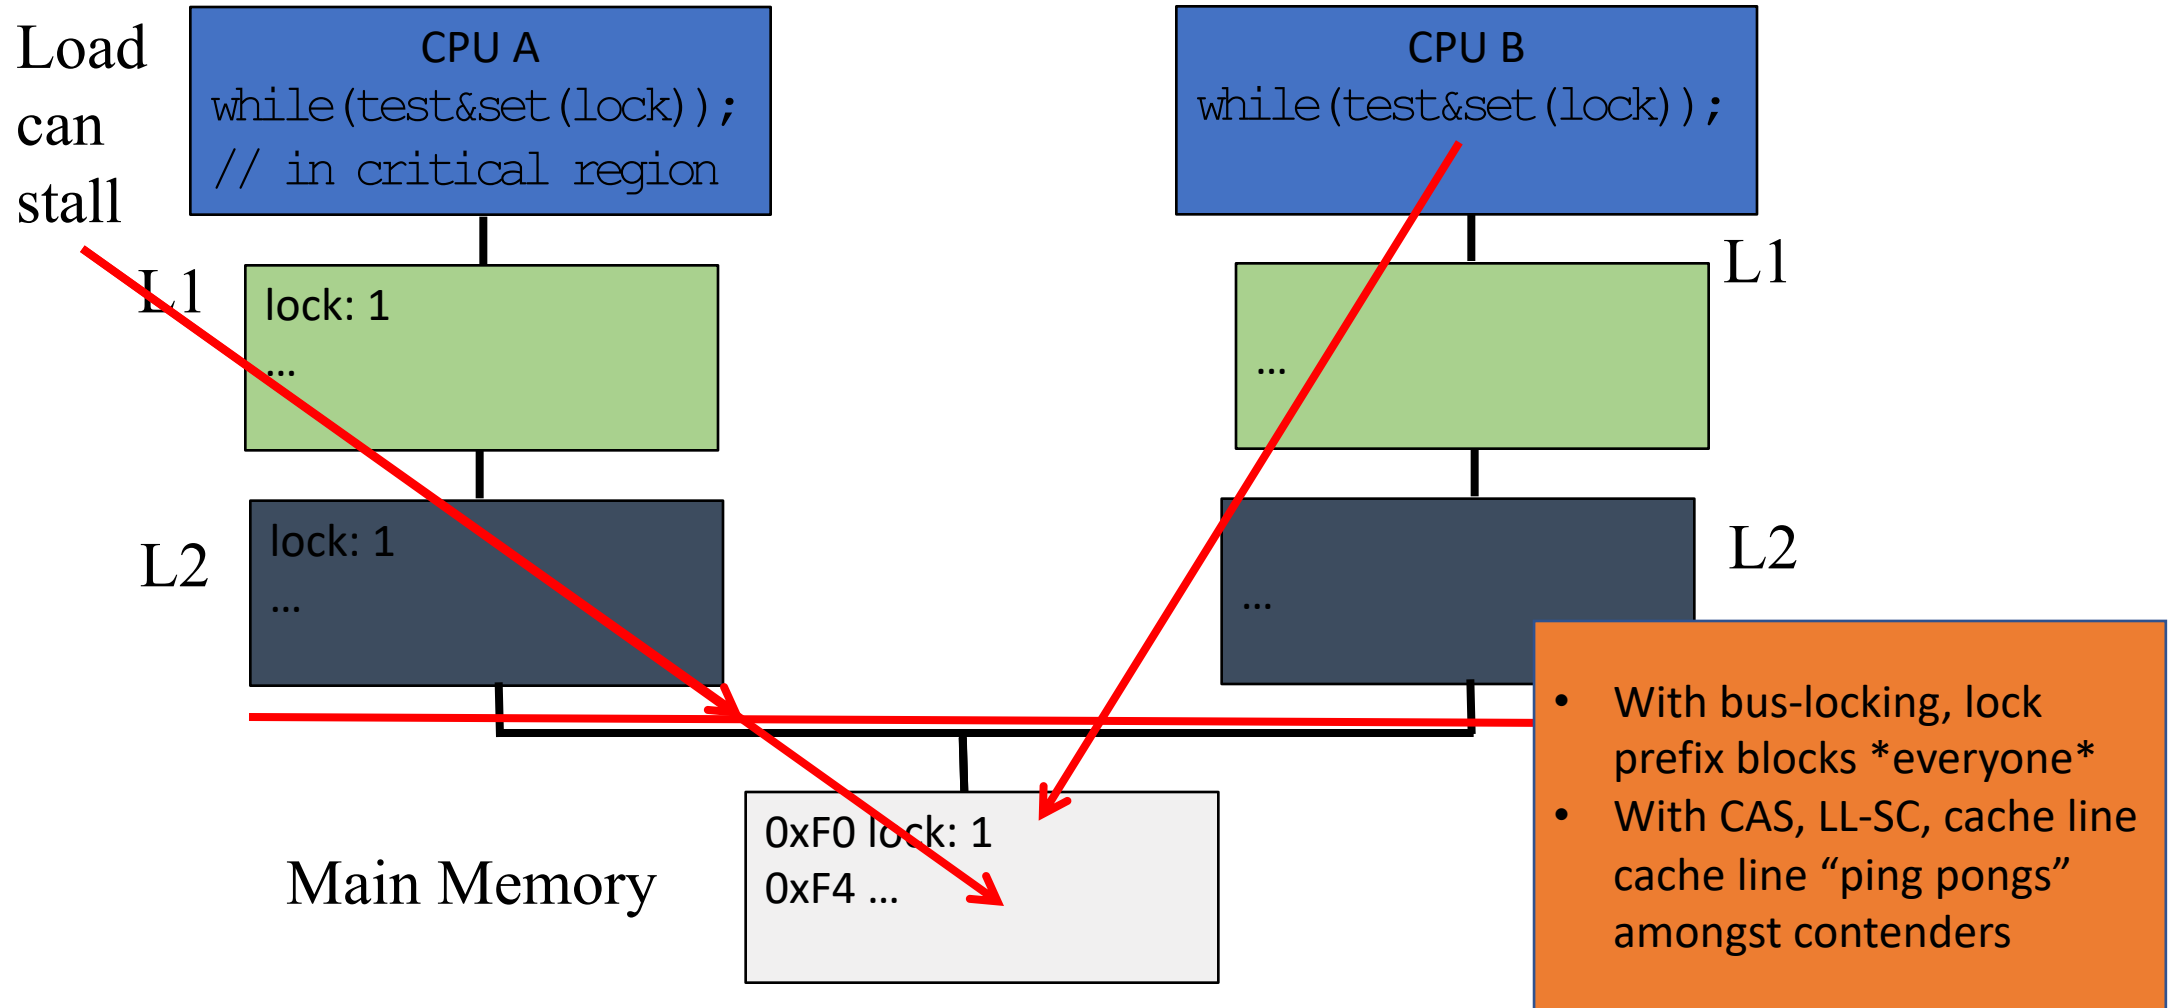 Load
can
stall
CPU A
while(test&set(lock));
// in critical region
CPU B
while(test&set(lock));
L1
lock: 1
...
L1
...
L2
lock: 1
...
L2
...
Main Memory
0xF0 lock: 1
0xF4 ...
• With bus-locking, lock
prefix blocks *everyone*
• With CAS, LL-SC, cache line
cache line “ping pongs”
amongst contenders